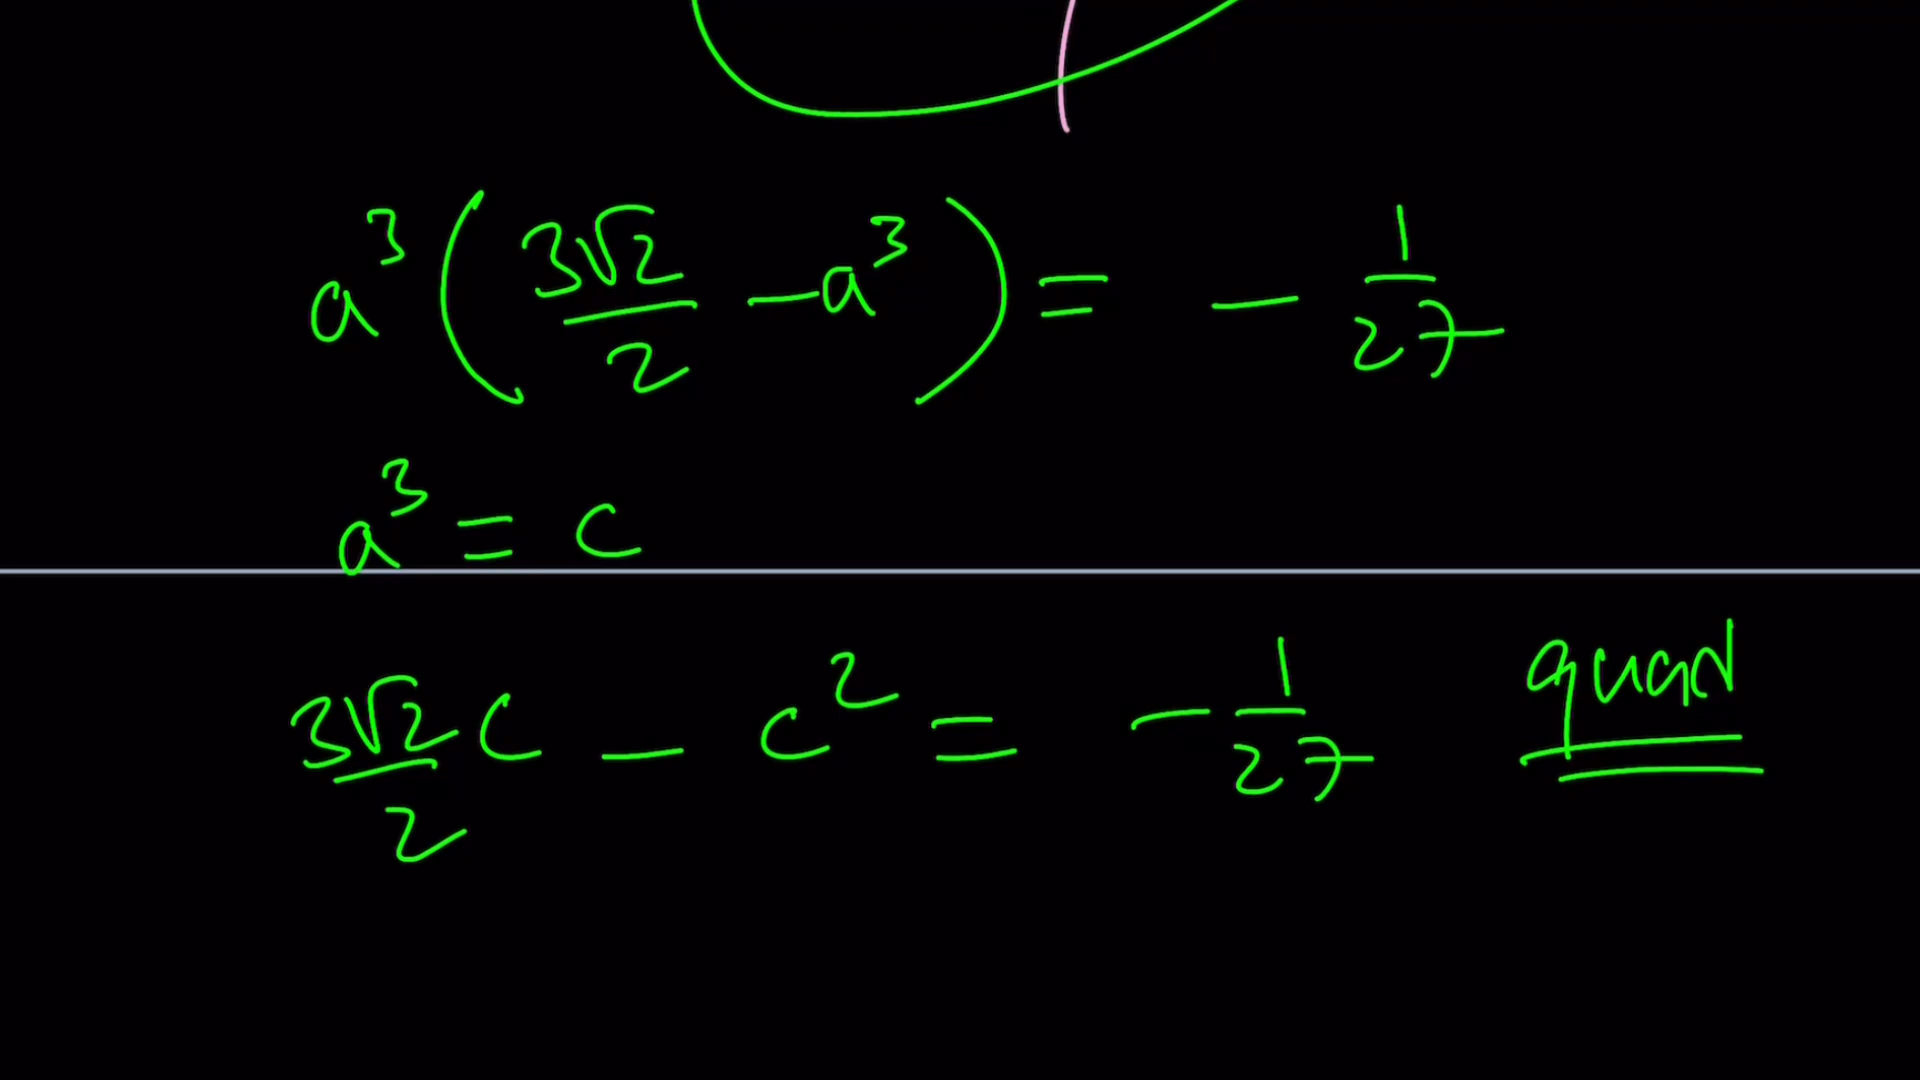 a³ (3√2/2 - a³) = - 1/27
a³ = c
3√2/2 c - c² = - 1/27 quad